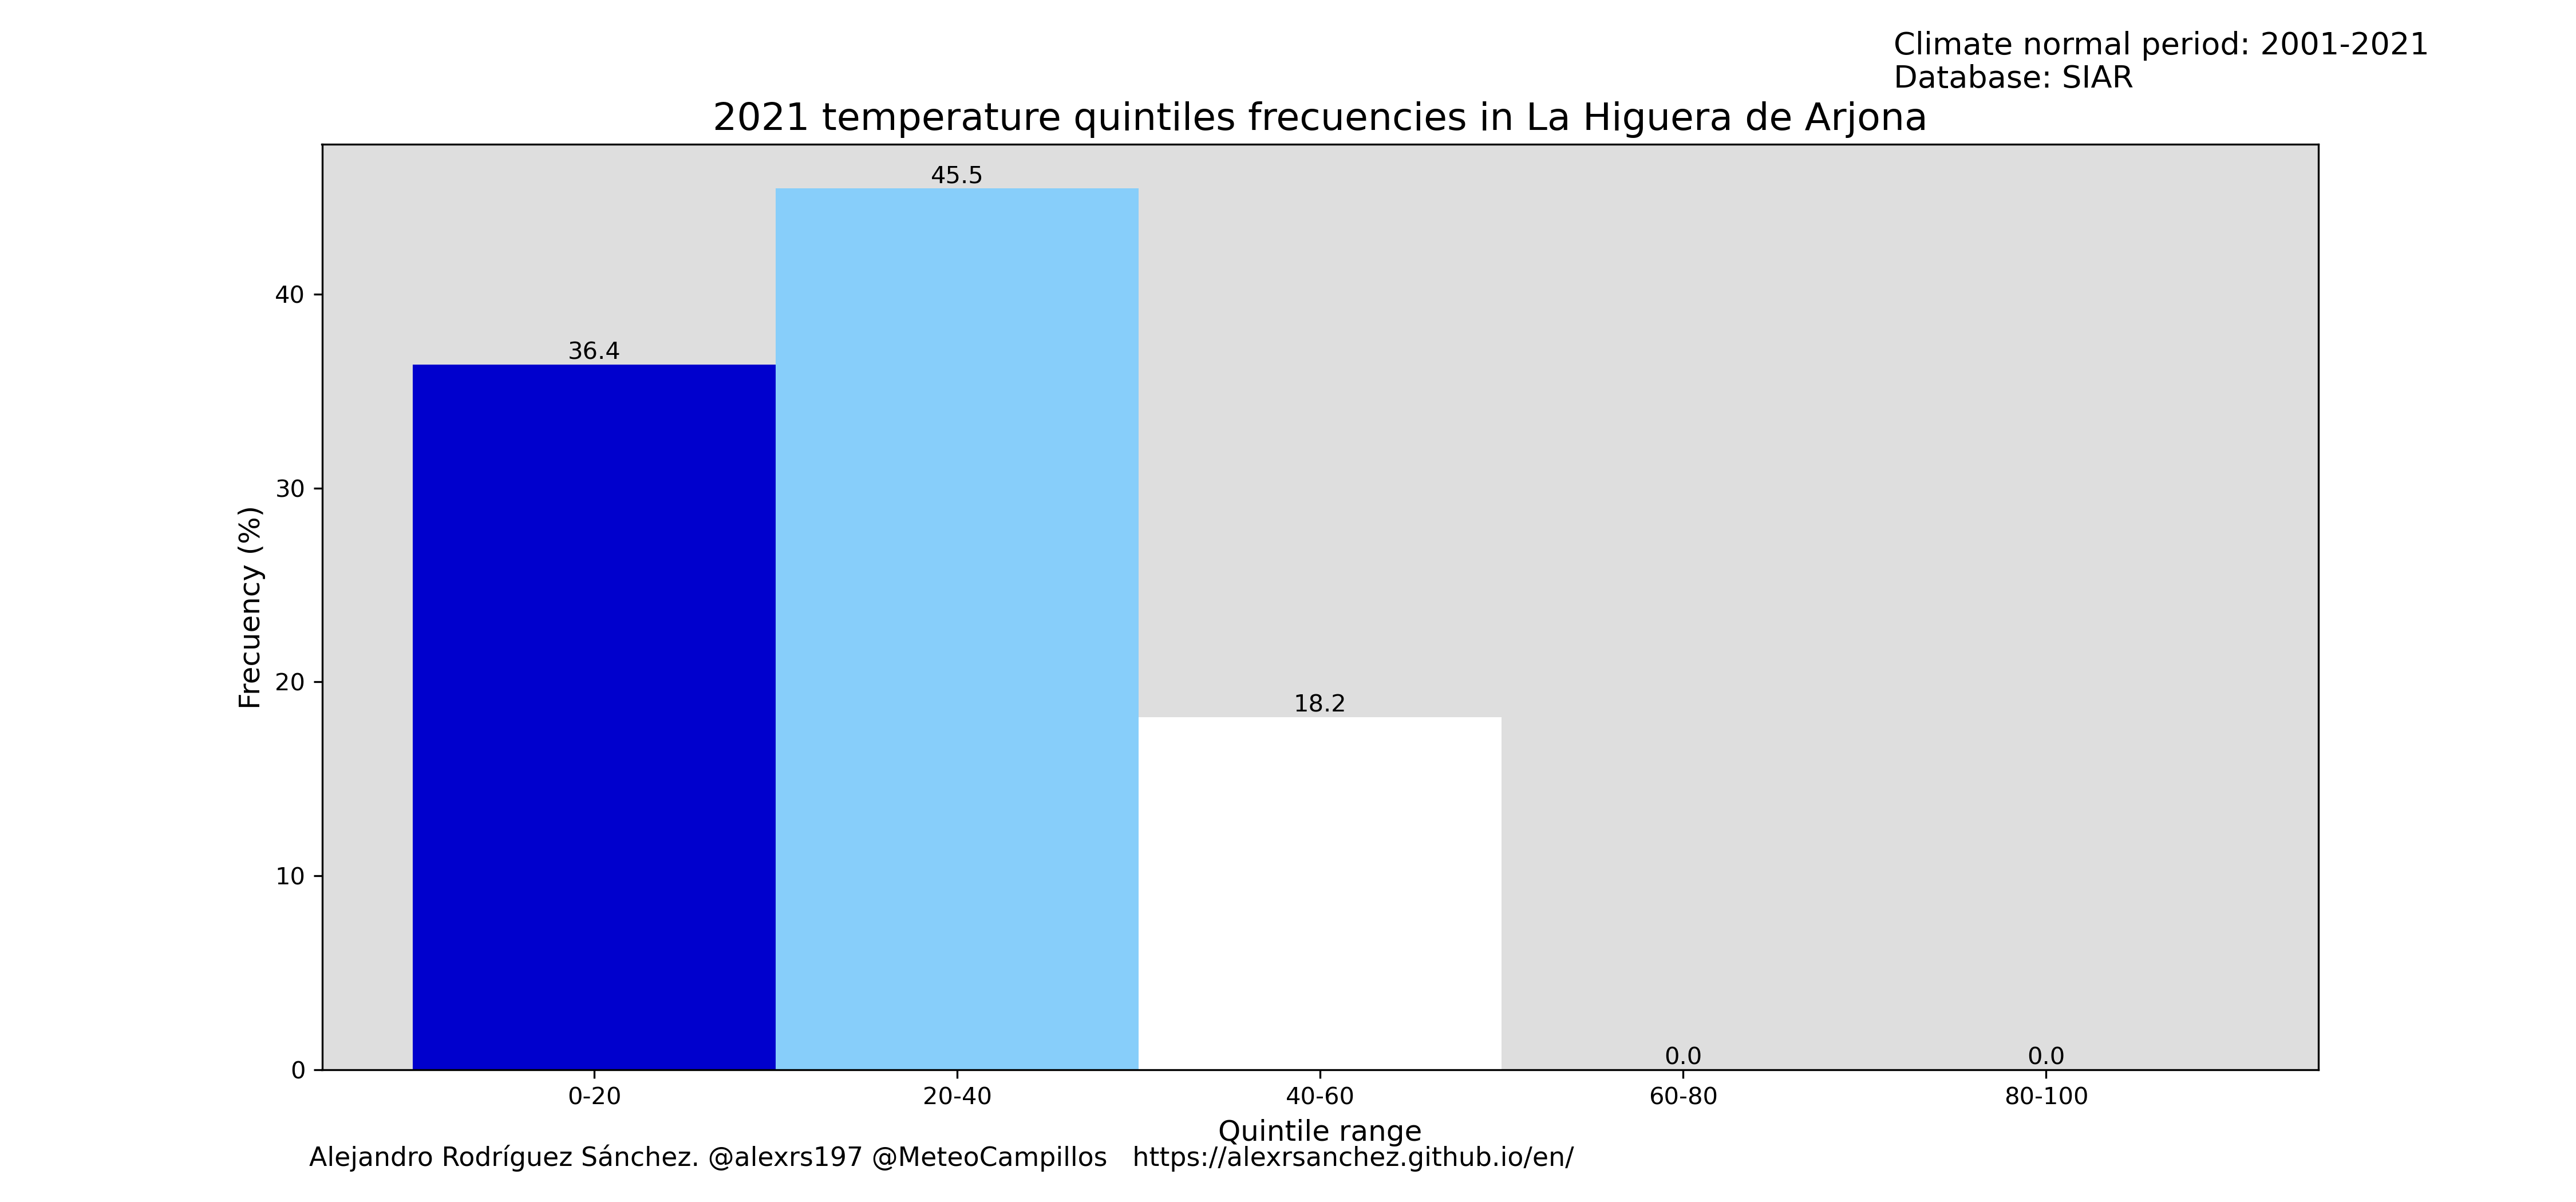 Climate normal period: 2001-2021
Database: SIAR
2021 temperature quintiles frecuencies in La Higuera de Arjona
45.5
36.4
18.2
0.0
0.0
40
30
20
10
0
Frecuency (%)
0-20
20-40
40-60
60-80
80-100
Quintile range
Alejandro Rodríguez Sánchez. @alexrs197 @MeteoCampillos   https://alexrsanchez.github.io/en/